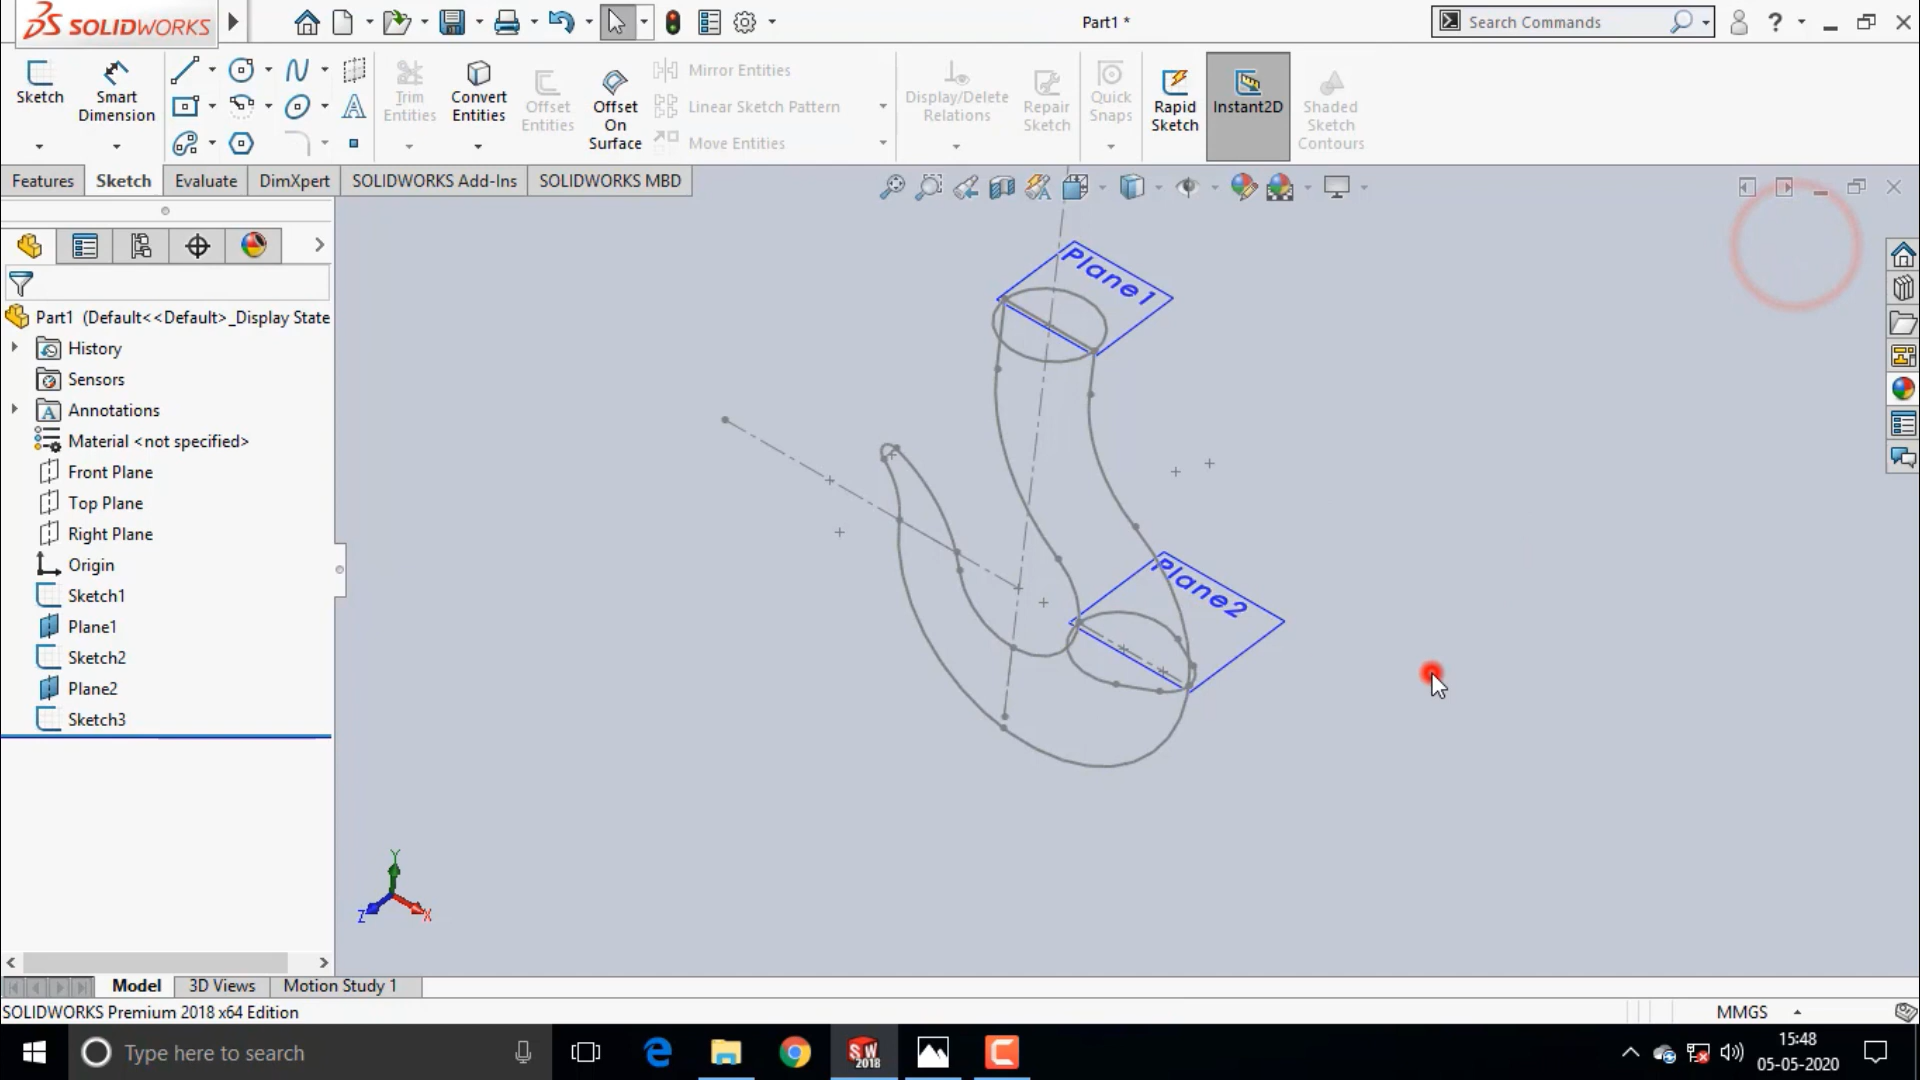 SOLIDWORKS
Part1 *
Search Commands
?
Sketch
Smart
Dimension
Trim
Entities
Convert
Entities
Offset
Entities
Offset
On
Surface
Mirror Entities
Linear Sketch Pattern
Move Entities
Display/Delete
Relations
Repair
Sketch
Quick
Snaps
Rapid
Sketch
Instant2D
Shaded
Sketch
Contours
Features
Sketch
Evaluate
DimXpert
SOLIDWORKS Add-Ins
SOLIDWORKS MBD
Part1 (Default<<Default>_Display State
History
Sensors
Annotations
Material <not specified>
Front Plane
Top Plane
Right Plane
Origin
Sketch1
Plane1
Sketch2
Plane2
Sketch3
Plane1
Plane2
Y
Z
X
Model
3D Views
Motion Study 1
SOLIDWORKS Premium 2018 x64 Edition
MMGS
Type here to search
SW
2018
15:48
05-05-2020